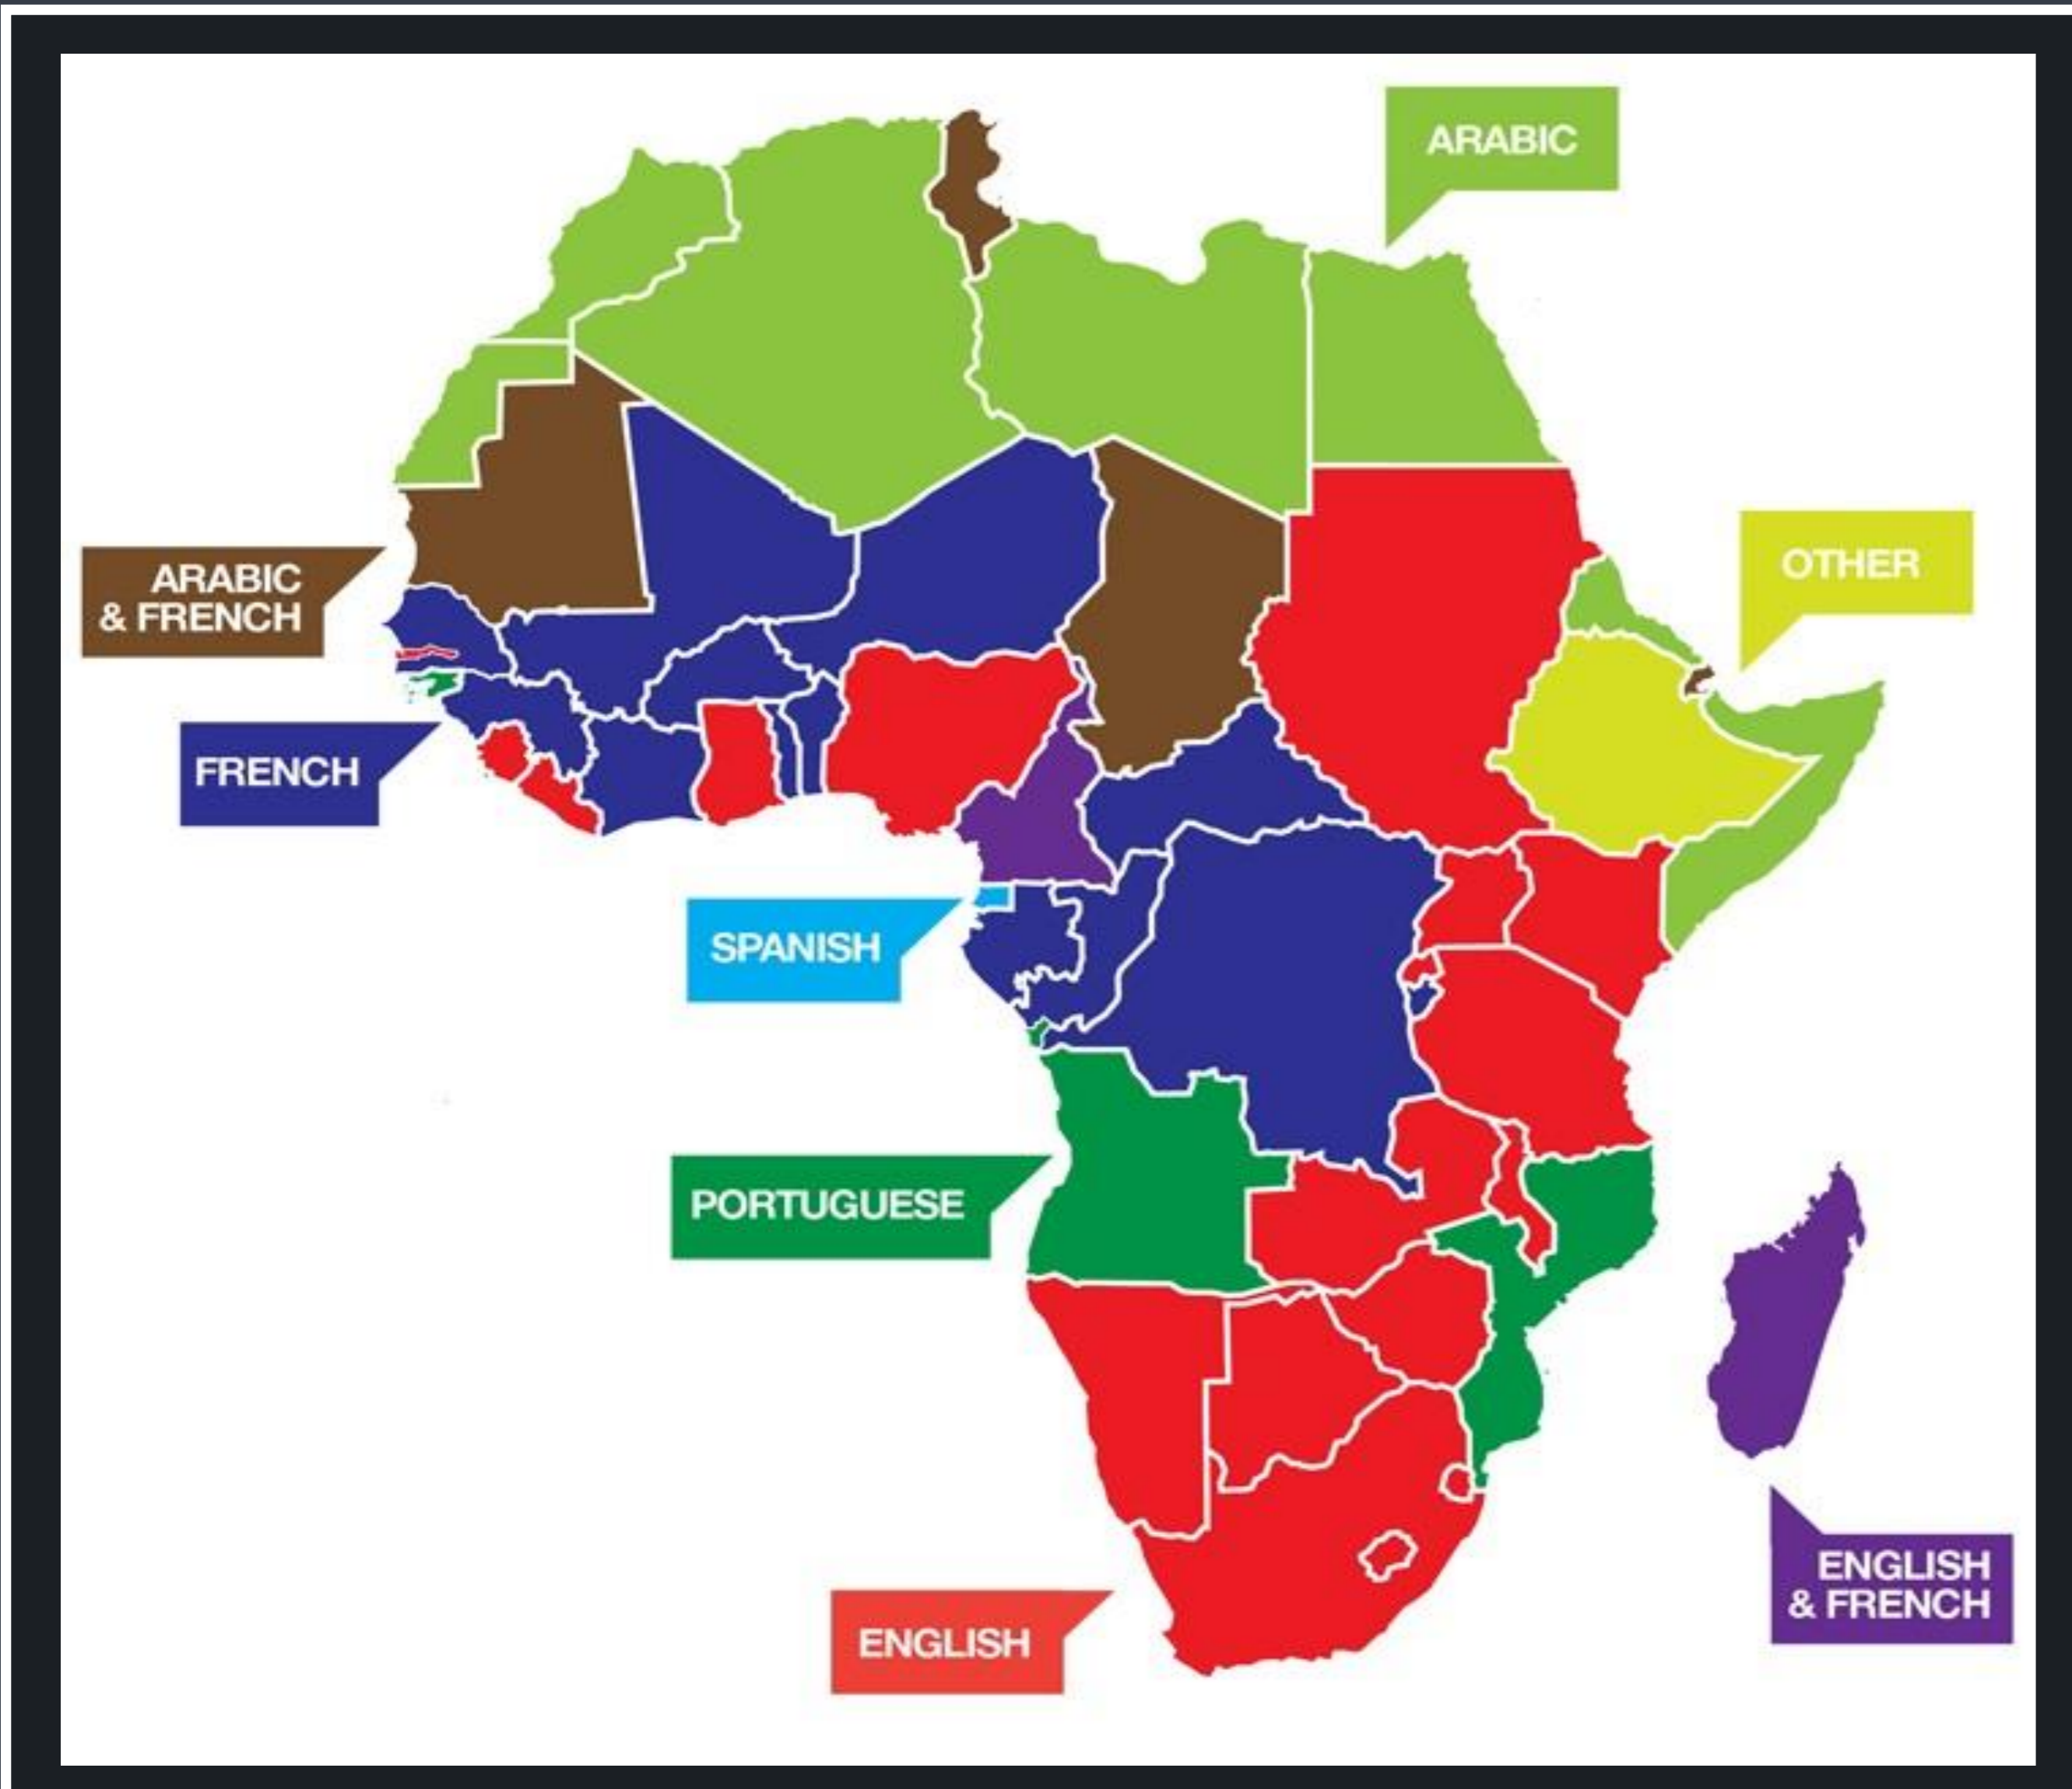 ARABIC
OTHER
ARABIC
& FRENCH
FRENCH
SPANISH
PORTUGUESE
ENGLISH
& FRENCH
ENGLISH